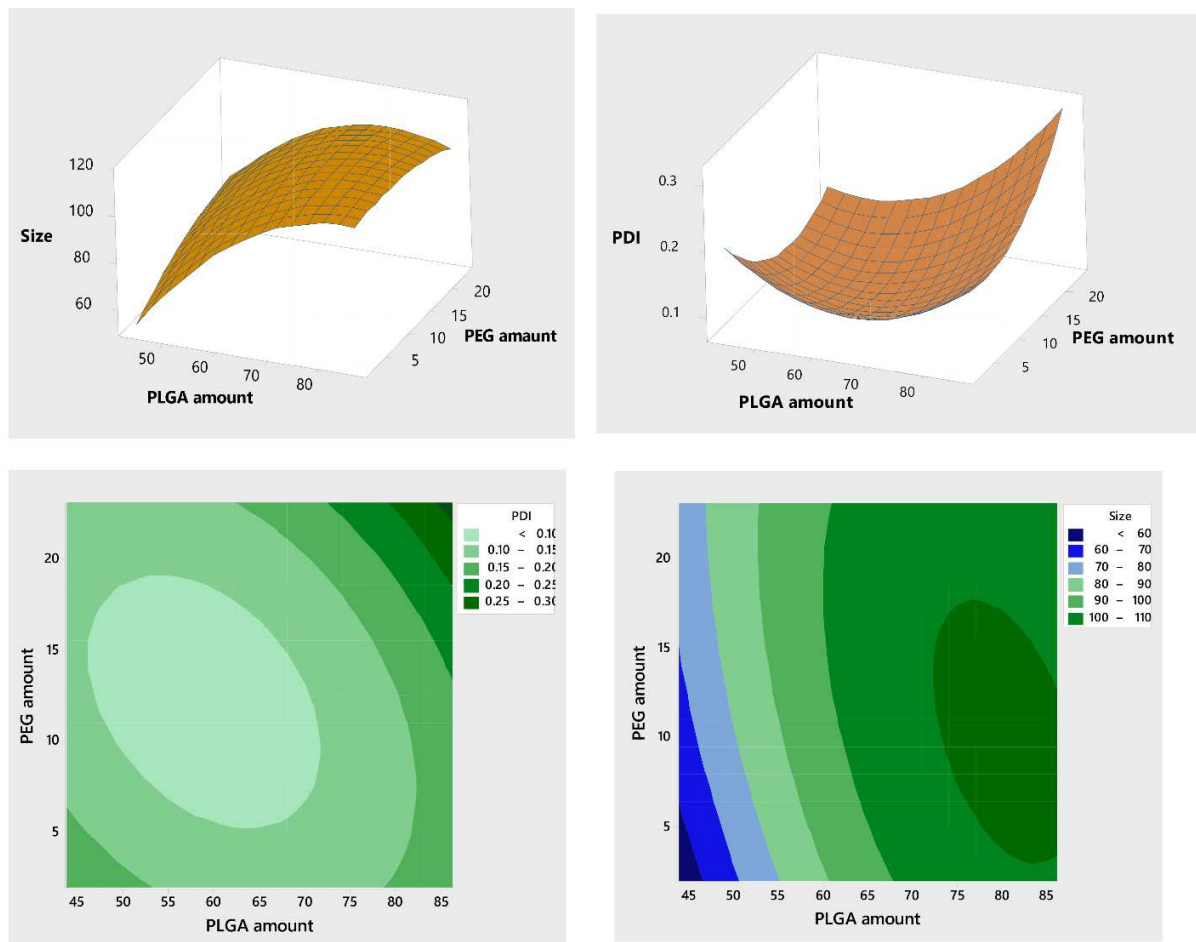 120
100
Size
80
60
50
60
70
80
PLGA amount
5
10
15
20
PEG amaunt
0.3
PDI
0.2
0.1
50
60
70
80
PLGA amount
5
10
15
20
PEG amount
PDI
< 0.10
0.10 – 0.15
0.15 – 0.20
0.20 – 0.25
0.25 – 0.30
20
15
10
5
PEG amount
45 50 55 60 65 70 75 80 85
PLGA amount
Size
< 60
60 – 70
70 – 80
80 – 90
90 – 100
100 – 110
20
15
10
5
PEG amount
45 50 55 60 65 70 75 80 85
PLGA amount